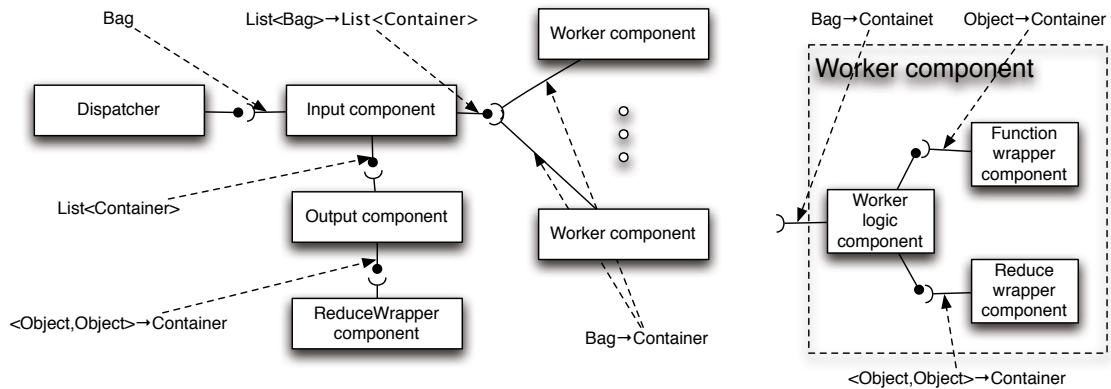 Bag
List<Bag>→List<Container>
Worker component
Dispatcher
Input component
List<Container>
Output component
Worker component
<Object,Object>→Container
ReduceWrapper
component
Bag→Container
Bag→Containet
Object→Container
Worker component
Function
wrapper
component
Worker
logic
component
Reduce
wrapper
component
<Object,Object>→Container